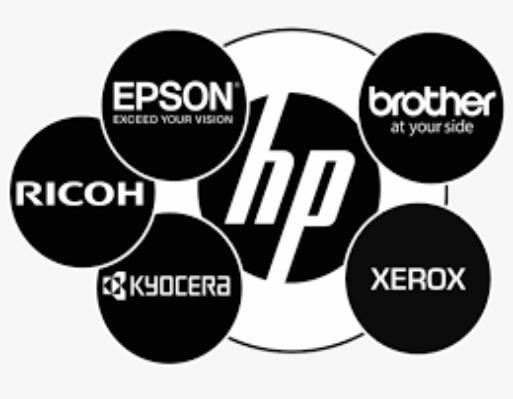 EPSON®
EXCEED YOUR VISION
brother
at your side
hp
RICOH
KYOCERA
XEROX